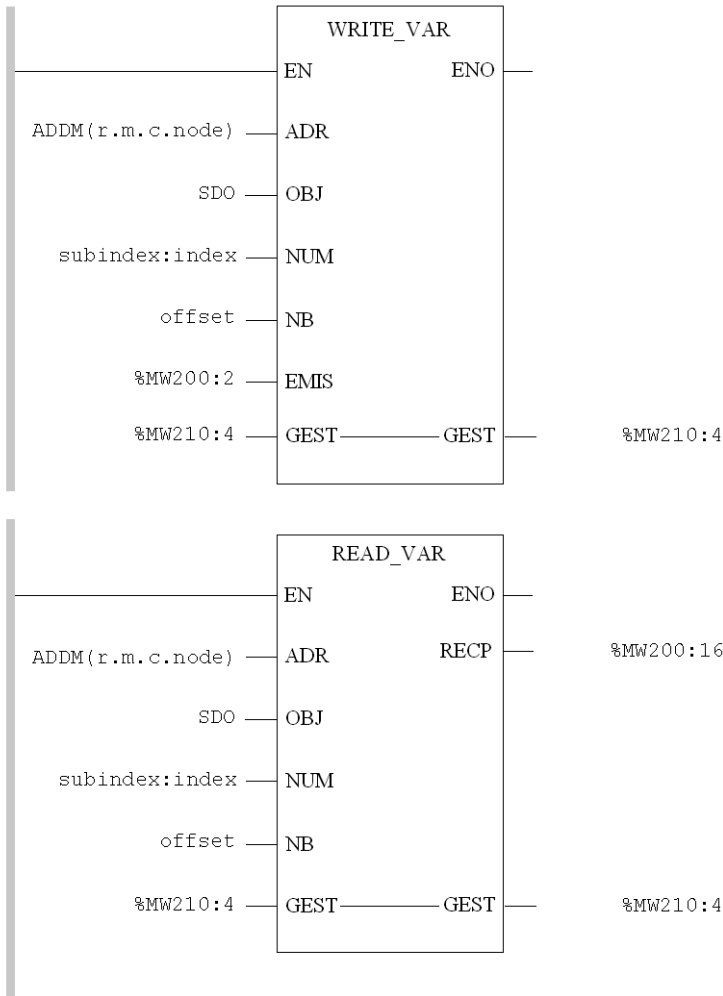 WRITE_VAR
EN ENO
ADDM(r.m.c.node) ADR
SDO OBJ
subindex:index NUM
offset NB
%MW200:2 EMIS
%MW210:4 GEST GEST %MW210:4
READ_VAR
EN ENO
ADDM(r.m.c.node) ADR RECP %MW200:16
SDO OBJ
subindex:index NUM
offset NB
%MW210:4 GEST GEST %MW210:4